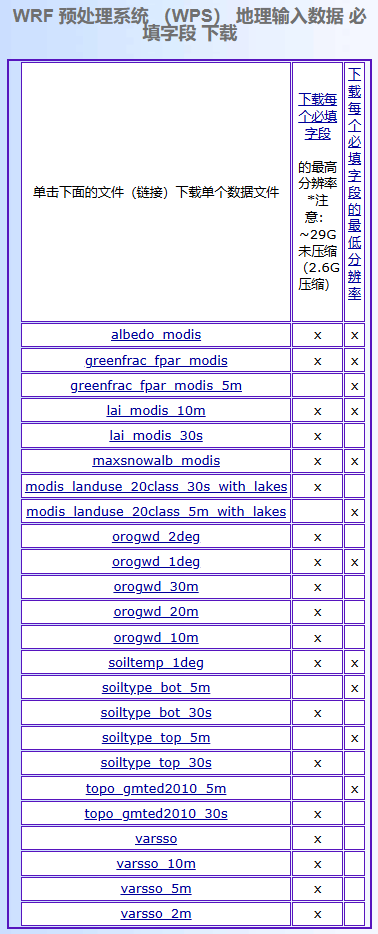 WRF 预处理系统 （WPS） 地理输入数据 必
填字段 下载
单击下面的文件（链接）下载单个数据文件
下载每
个必填
字段
的最高
分辨率
*注
意：
~29G
未压缩
（2.6G
压缩）
下
载
每
个
必
填
字
段
的
最
低
分
辨
率
albedo_modis x x
greenfrac_fpar_modis x x
greenfrac_fpar_modis_5m x
lai_modis_10m x x
lai_modis_30s x
maxsnowalb_modis x x
modis_landuse_20class_30s_with_lakes x
modis_landuse_20class_5m_with_lakes x
orogwd_2deg x
orogwd_1deg x x
orogwd_30m x
orogwd_20m x
orogwd_10m x
soiltemp_1deg x x
soiltype_bot_5m x
soiltype_bot_30s x
soiltype_top_5m x
soiltype_top_30s x
topo_gmted2010_5m x
topo_gmted2010_30s x
varsso x
varsso_10m x
varsso_5m x
varsso_2m x